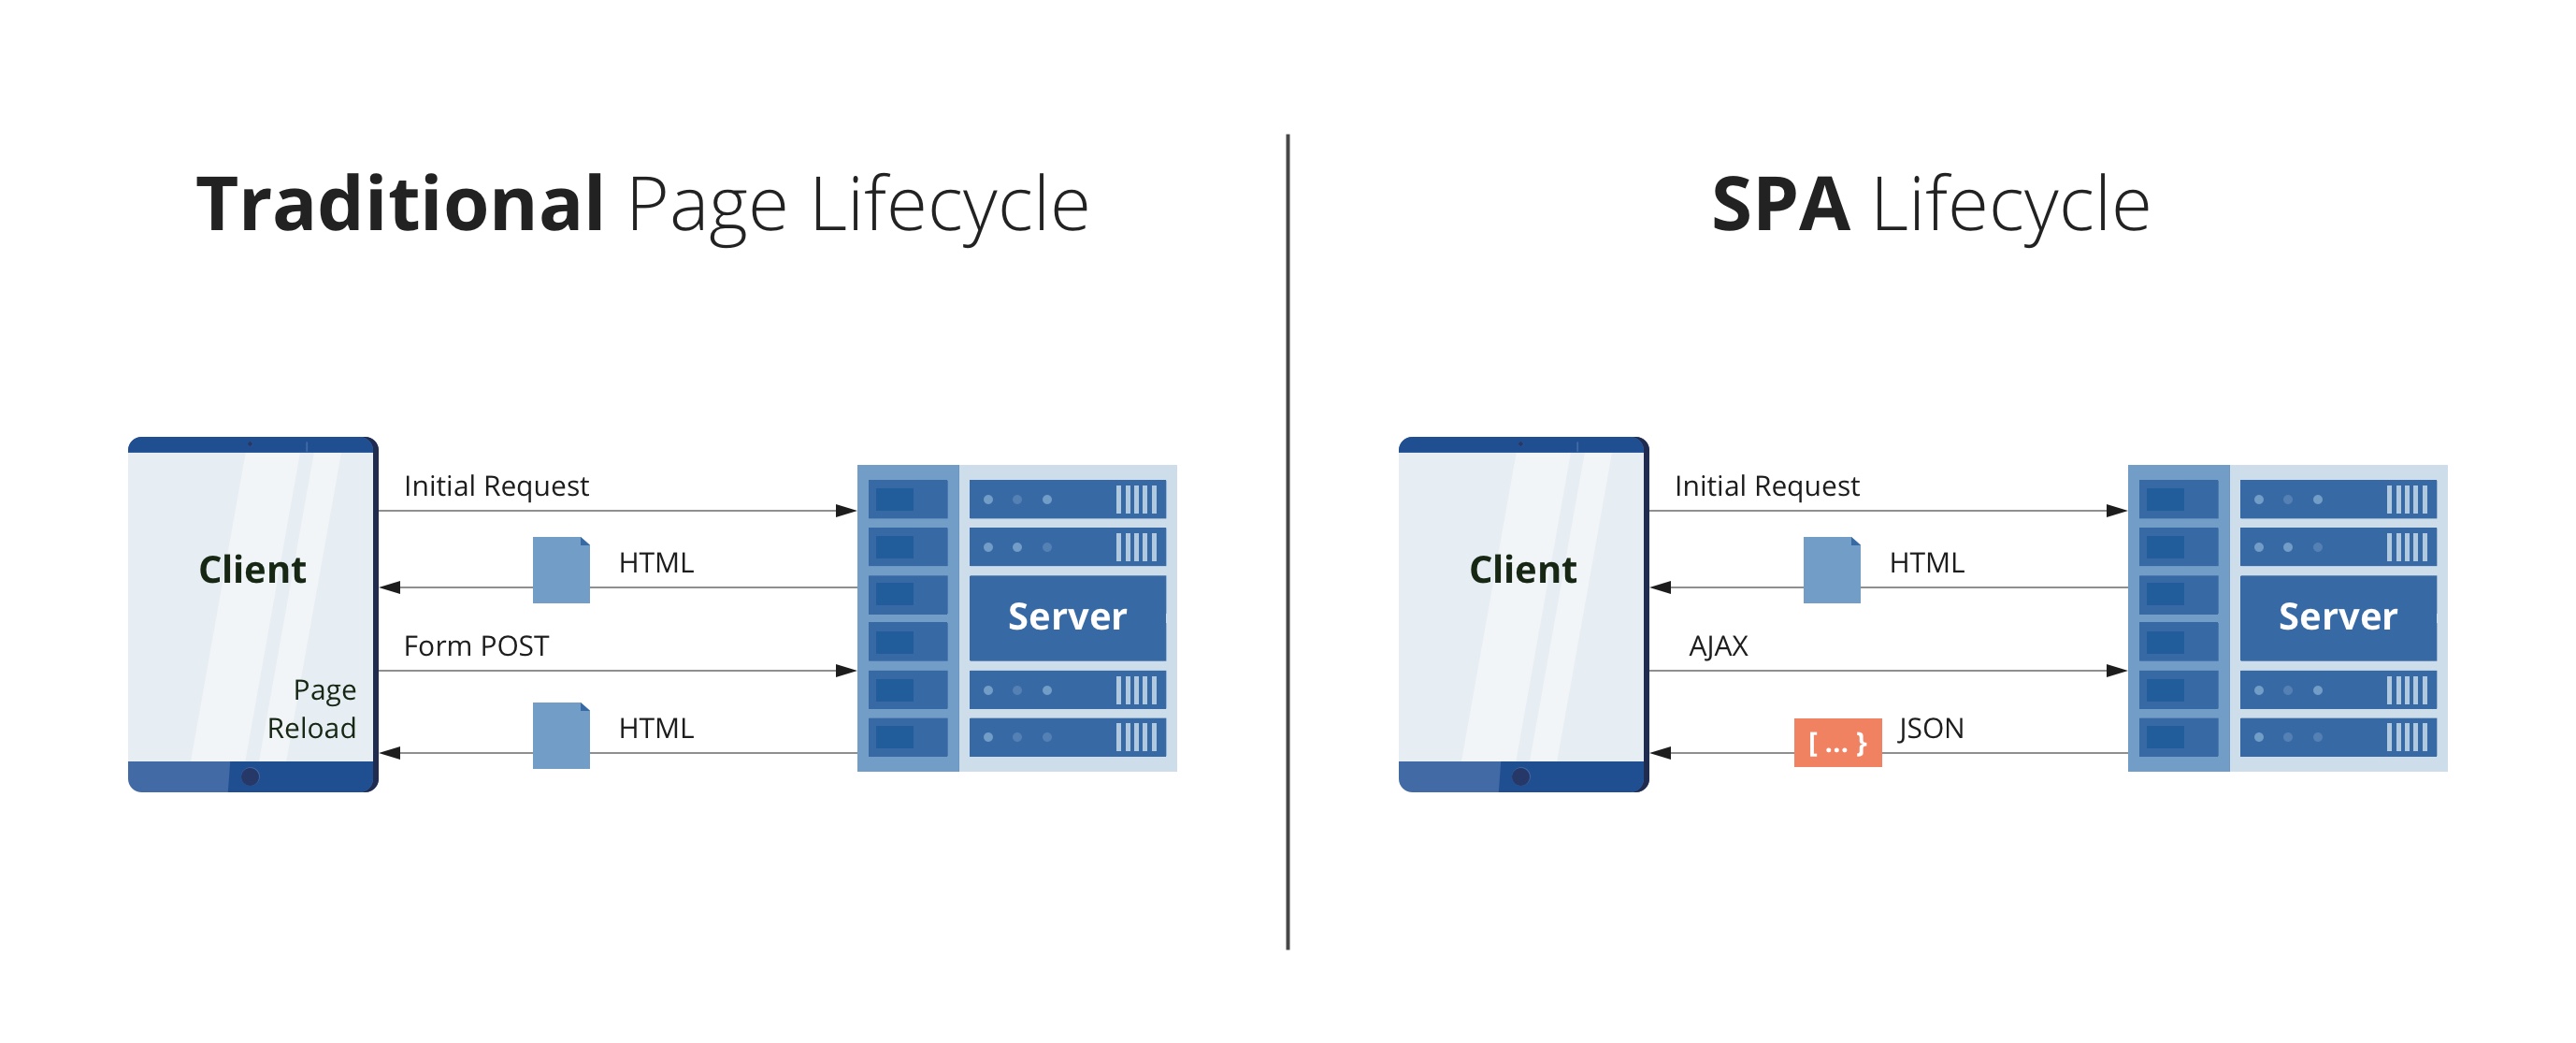 Traditional Page Lifecycle
Client
Initial Request
HTML
Form POST
Page
Reload
HTML
Server
SPA Lifecycle
Client
Initial Request
HTML
AJAX
[ ... }
JSON
Server